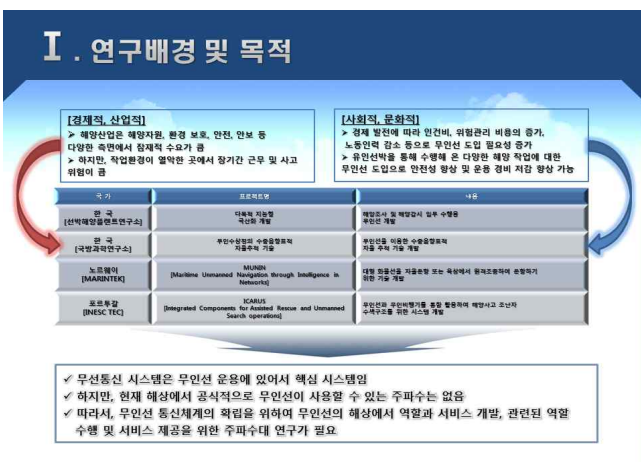 Ⅰ. 연구배경 및 목적
[경제적, 산업적]
➤ 해양산업은 해양자원, 환경 보호, 안전, 안보 등
다양한 측면에서 잠재적 수요가 큼
➤ 하지만, 작업환경이 열악한 곳에서 장기간 근무 및 사고
위험이 큼
[사회적, 문화적]
➤ 경제 발전에 따라 인건비, 위험관리 비용의 증가,
노동인력 감소 등으로 무인선 도입 필요성 증가
➤ 유인선박을 통해 수행해 온 다양한 해양 작업에 대한
무인선 도입으로 안전성 향상 및 운용 경비 저감 향상 가능
국 가 프로젝트명 내용
한 국
[선박해양플랜트연구소]
다목적 지능형
국산화 개발
해양조사 및 해양감시 임무 수행용
무인선 개발
한 국
[국방과학연구소]
무인수상정의 수중음향표적
자율추적 기술
무인선을 이용한 수중음향표적
자율 추적 기술 개발
노르웨이
[MARINTEK]
MUNIN
[Maritime Unmanned Navigation through Intelligence in
Networks]
대형 화물선을 자율운항 또는 육상에서 원격조종하여 운항하기
위한 기술 개발
포르투갈
[INESC TEC]
ICARUS
[Integrated Components for Assisted Rescue and Unmanned
Search operations]
무인선과 무인비행기를 통합 활용하여 해양사고 조난자
수색구조를 위한 시스템 개발
✓ 무선통신 시스템은 무인선 운용에 있어서 핵심 시스템임
✓ 하지만, 현재 해상에서 공식적으로 무인선이 사용할 수 있는 주파수는 없음
✓ 따라서, 무인선 통신체계의 확립을 위하여 무인선의 해상에서 역할과 서비스 개발, 관련된 역할
수행 및 서비스 제공을 위한 주파수대 연구가 필요